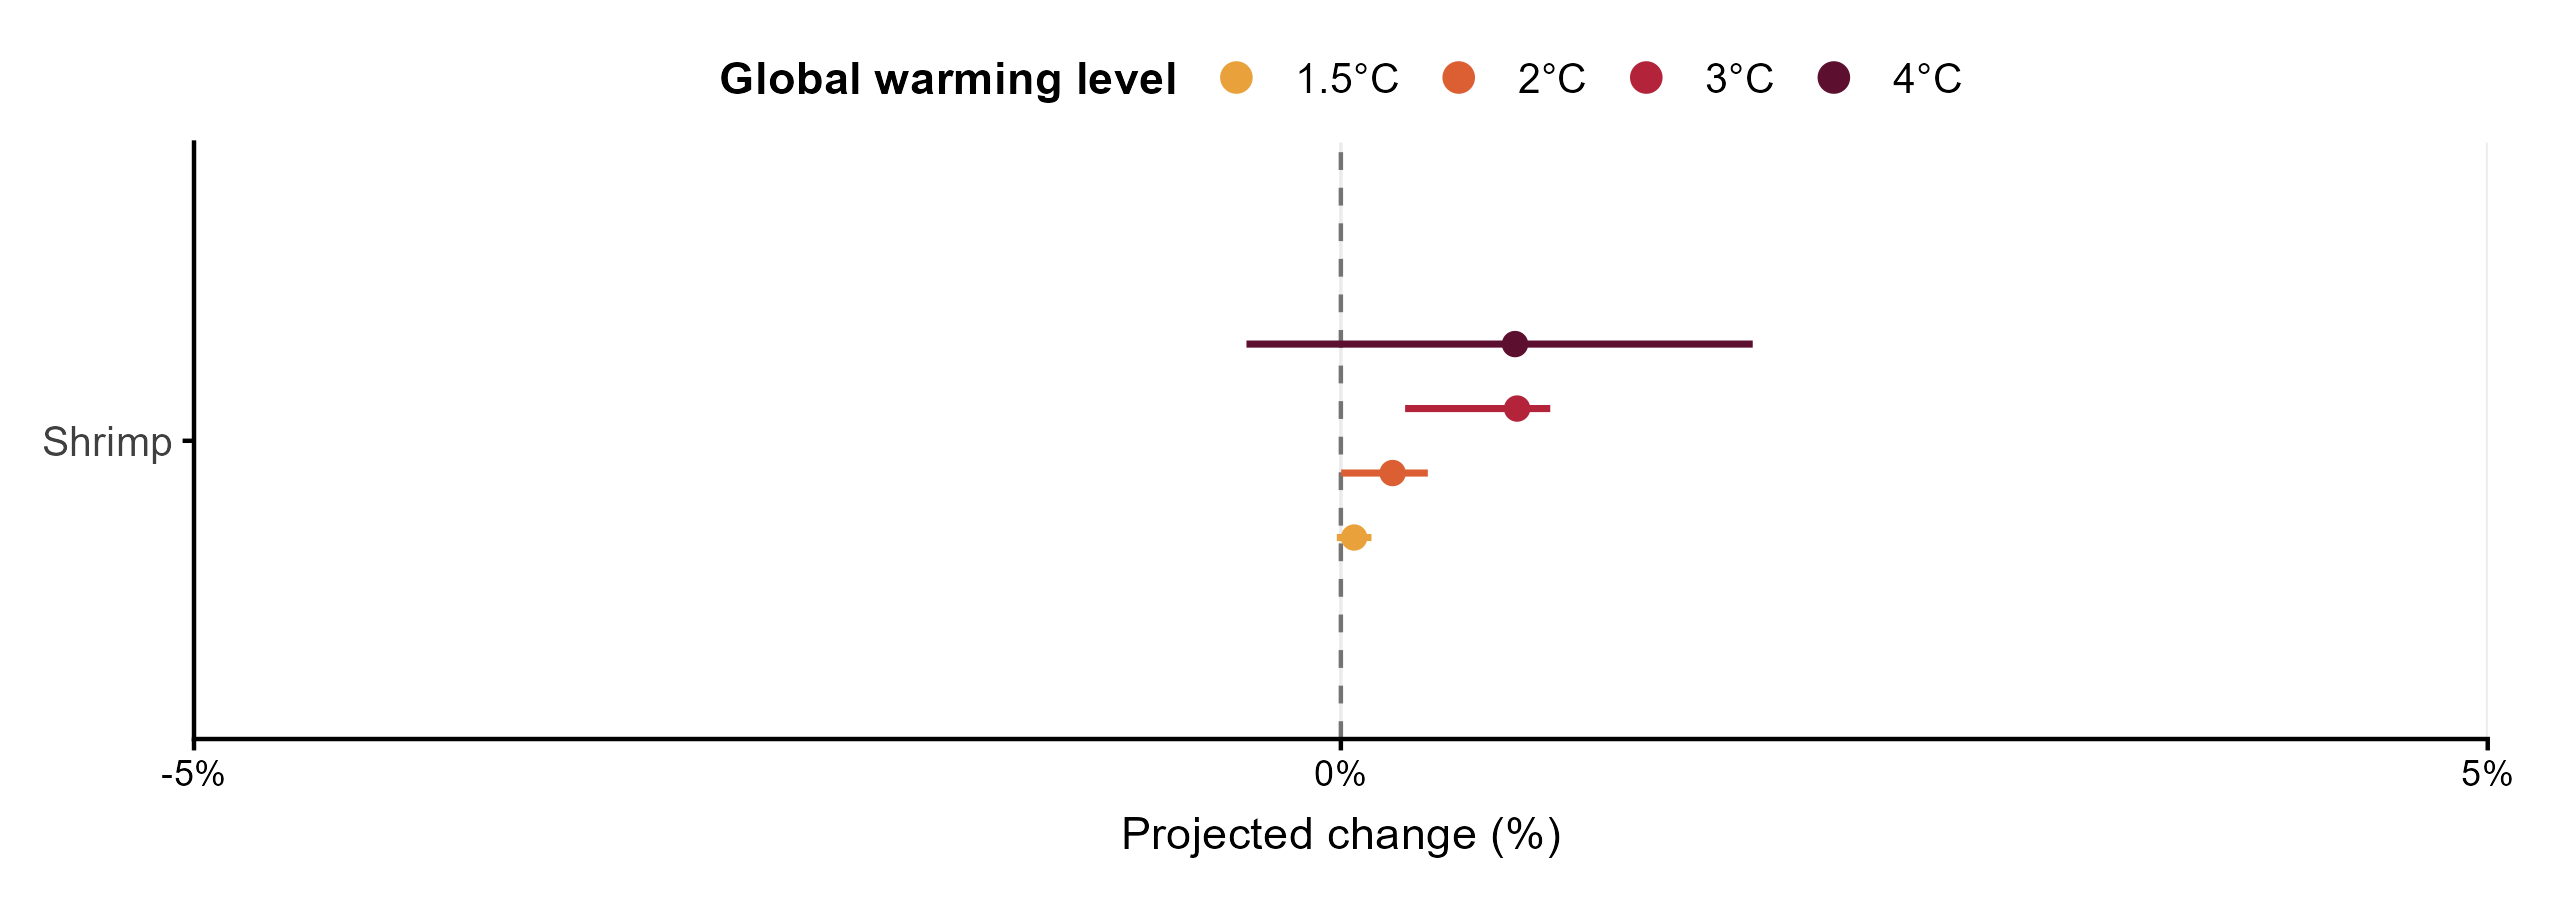 Global warming level 1.5°C 2°C 3°C 4°C
Shrimp
-5% 0% 5%
Projected change (%)